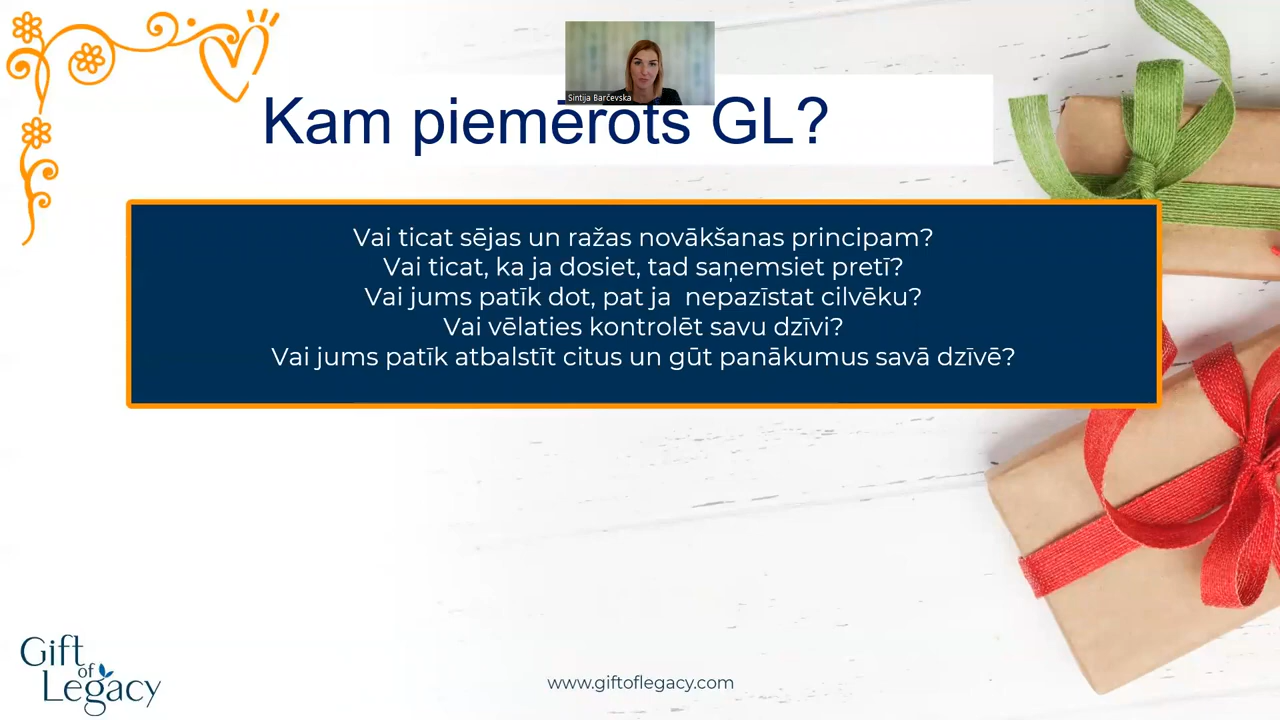 Sintija Barčevska
Kam piemērots GL?
Vai ticat sējas un ražas novākšanas principam?
Vai ticat, ka ja dosiet, tad saņemsiet pretī?
Vai jums patīk dot, pat ja  nepazīstat cilvēku?
Vai vēlaties kontrolēt savu dzīvi?
Vai jums patīk atbalstīt citus un gūt panākumus savā dzīvē?
Gift
of
Legacy
www.giftoflegacy.com